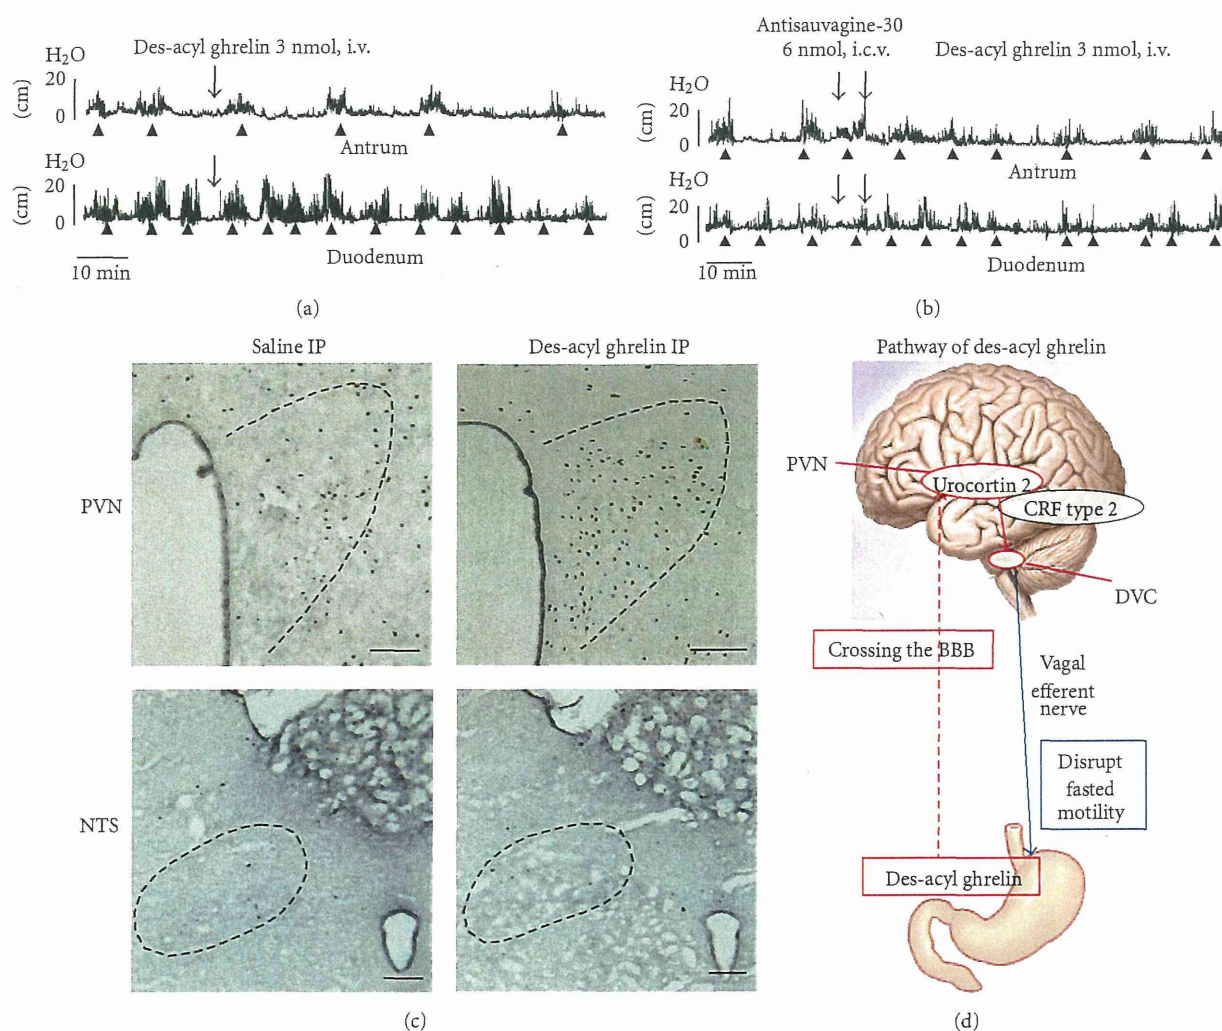 Des-acyl ghrelin 3 nmol, i.v.
H₂O
20
0
(cm)
Antrum
H₂O
20
0
(cm)
Duodenum
10 min
(a)
Antisauvagine-30
6 nmol, i.c.v.
Des-acyl ghrelin 3 nmol, i.v.
H₂O
20
0
(cm)
Antrum
H₂O
20
0
(cm)
Duodenum
10 min
(b)
Saline IP
Des-acyl ghrelin IP
PVN
NTS
(c)
Pathway of des-acyl ghrelin
PVN
Urocortin 2
CRF type 2
DVC
Crossing the BBB
Vagal
efferent
nerve
Disrupt
fasted
motility
Des-acyl ghrelin
(d)